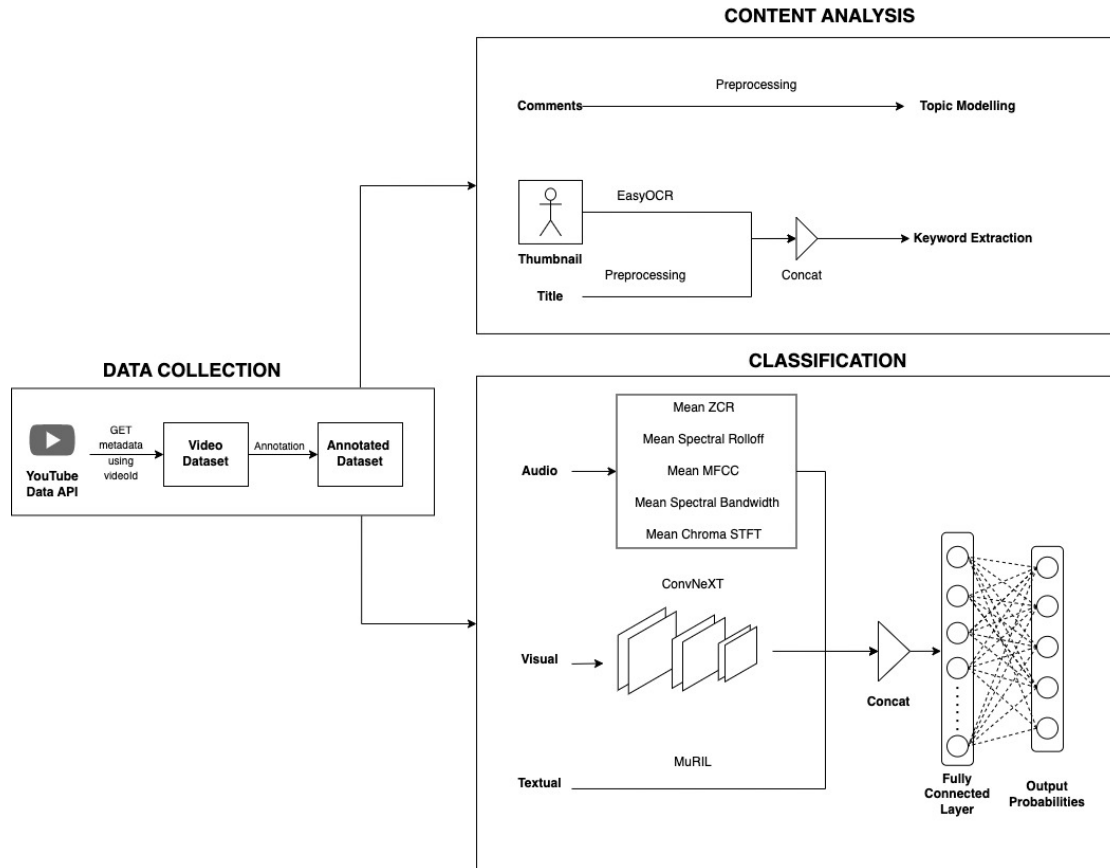 CONTENT ANALYSIS
Preprocessing
Comments
Topic Modelling
EasyOCR
Thumbnail
Preprocessing
Title
Concat
Keyword Extraction
DATA COLLECTION
YouTube
Data API
GET
metadata
using
videoId
Video
Dataset
Annotation
Annotated
Dataset
CLASSIFICATION
Audio
Mean ZCR
Mean Spectral Rolloff
Mean MFCC
Mean Spectral Bandwidth
Mean Chroma STFT
ConvNeXT
Visual
MuRIL
Textual
Concat
Fully
Connected
Layer
Output
Probabilities